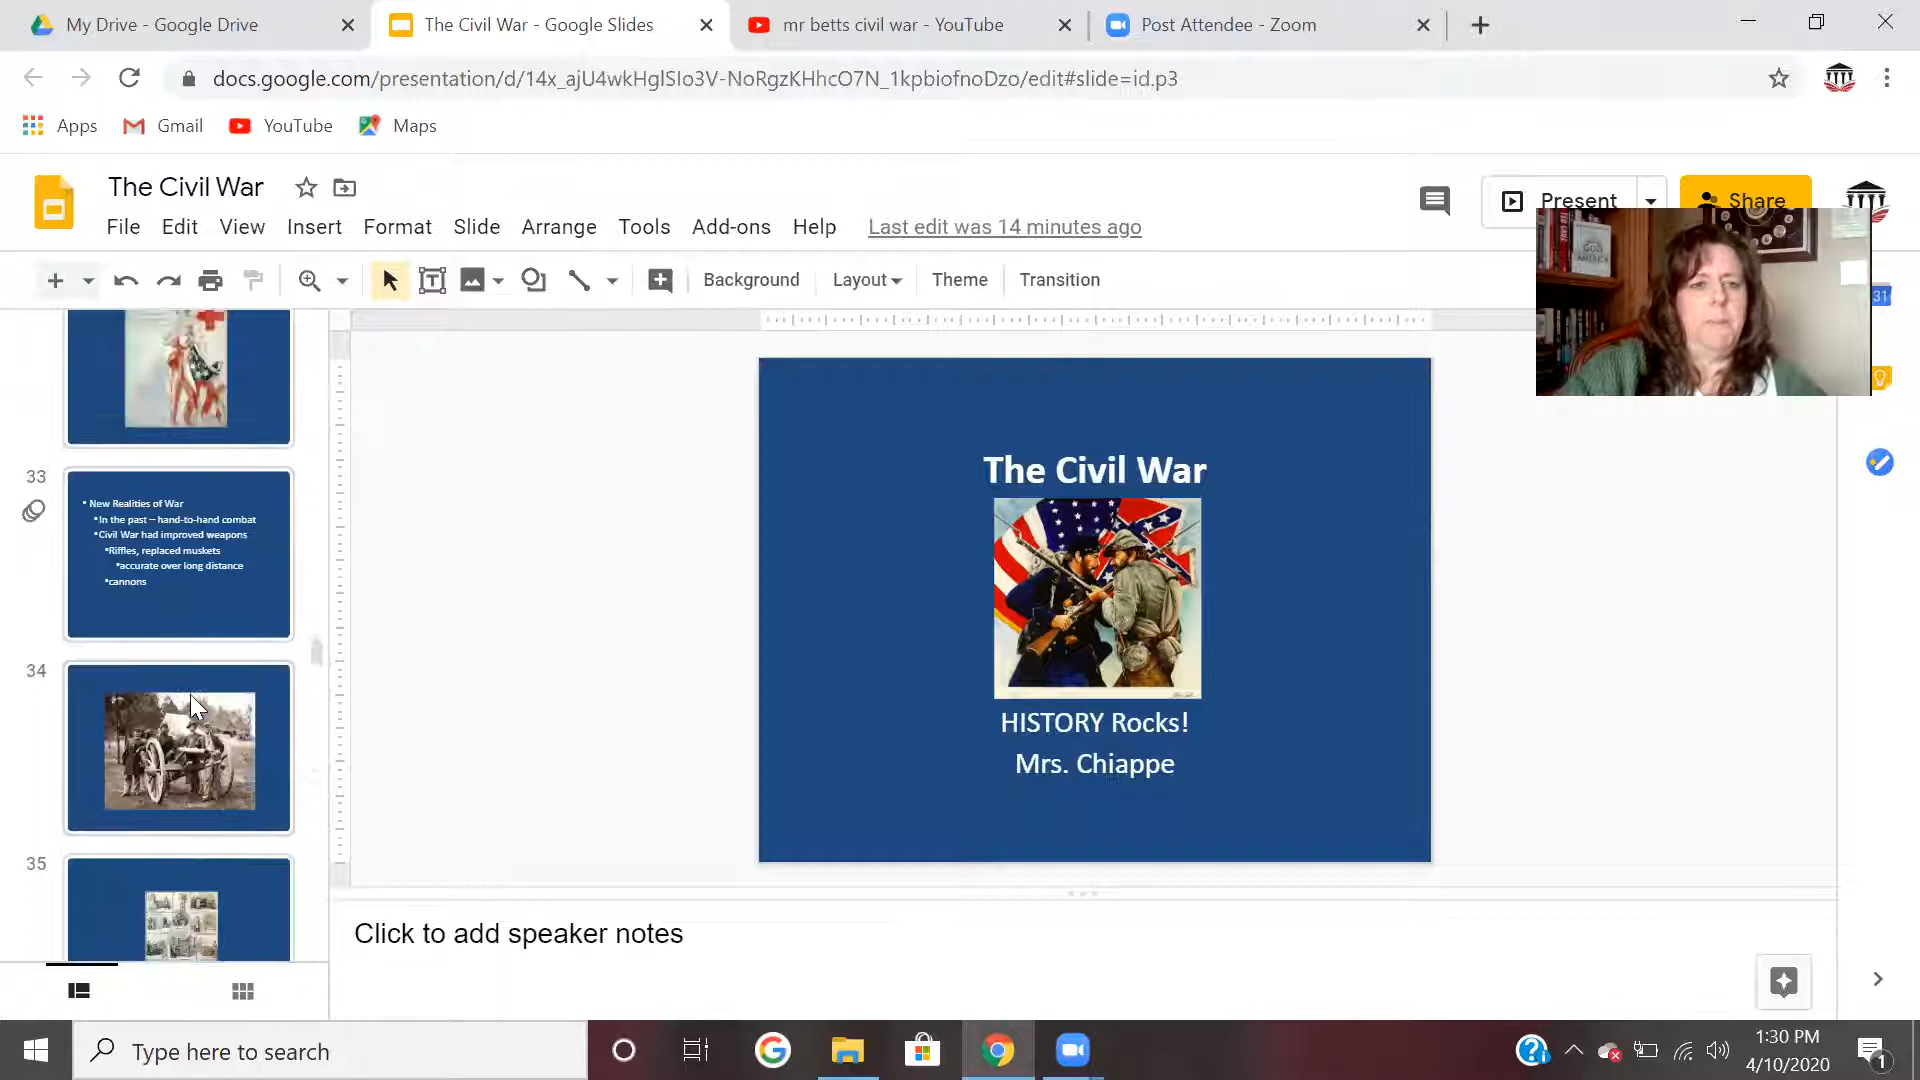 My Drive - Google Drive
The Civil War - Google Slides
mr betts civil war - YouTube
Post Attendee - Zoom
docs.google.com/presentation/d/14x_ajU4wkHglSIo3V-NoRgzKHhcO7N_1kpbiofnoDzo/edit#slide=id.p3
Apps
Gmail
YouTube
Maps
The Civil War
Present
Share
File
Edit
View
Insert
Format
Slide
Arrange
Tools
Add-ons
Help
Last edit was 14 minutes ago
Background
Layout
Theme
Transition
31
33
• New Realities of War
•In the past – hand-to-hand combat
•Civil War had improved weapons
•Riffles, replaced muskets
•accurate over long distance
•cannons
34
35
The Civil War
HISTORY Rocks!
Mrs. Chiappe
Click to add speaker notes
Type here to search
1:30 PM
4/10/2020
1